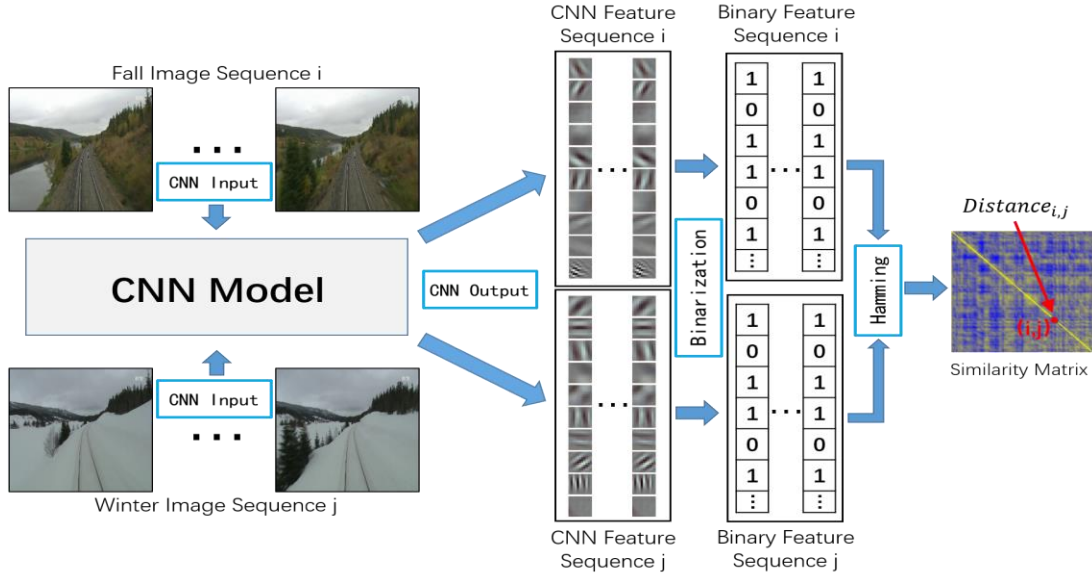 CNN Feature
Sequence i
Binary Feature
Sequence i
Fall Image Sequence i
...
CNN Input
CNN Model
CNN Output
Winter Image Sequence j
CNN Input
...
...
...
Binarization
1 1
0 0
1 1
1 ... 1
0 0
1 1
... ...
1 1
0 0
1 1
1 ... 1
0 0
1 1
... ...
Hamming
Distance i,j
(i,j)
Similarity Matrix
CNN Feature
Sequence j
Binary Feature
Sequence j